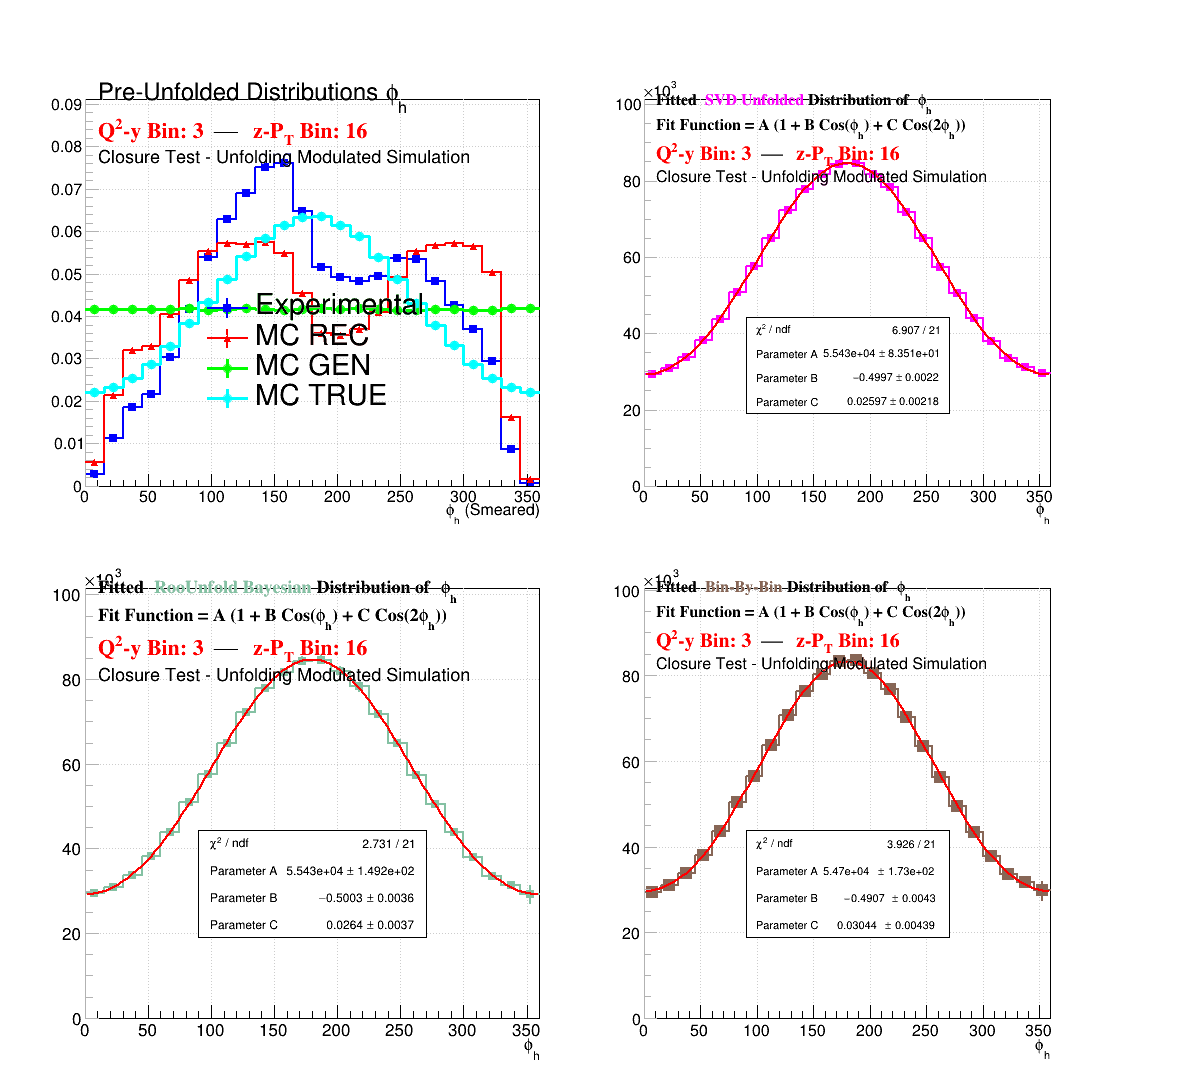 Pre-Unfolded Distributions ϕh
Q²-y Bin: 3 — z-PT Bin: 16
Closure Test - Unfolding Modulated Simulation
0.09
0.08
0.07
0.06
0.05
0.04
0.03
0.02
0.01
0
Experimental
MC REC
MC GEN
MC TRUE
0 50 100 150 200 250 300 350
ϕh (Smeared)
×10³
Fitted SVD Unfolded Distribution of ϕh
Fit Function = A (1 + B Cos(ϕh) + C Cos(2ϕh))
Q²-y Bin: 3 — z-PT Bin: 16
Closure Test - Unfolding Modulated Simulation
100
80
60
40
20
0
χ² / ndf 6.907 / 21
Parameter A 5.543e+04 ± 8.351e+01
Parameter B −0.4997 ± 0.0022
Parameter C 0.02597 ± 0.00218
0 50 100 150 200 250 300 350
ϕh
×10³
Fitted RooUnfold Bayesian Distribution of ϕh
Fit Function = A (1 + B Cos(ϕh) + C Cos(2ϕh))
Q²-y Bin: 3 — z-PT Bin: 16
Closure Test - Unfolding Modulated Simulation
100
80
60
40
20
0
χ² / ndf 2.731 / 21
Parameter A 5.543e+04 ± 1.492e+02
Parameter B −0.5003 ± 0.0036
Parameter C 0.0264 ± 0.0037
0 50 100 150 200 250 300 350
ϕh
×10³
Fitted Bin-By-Bin Distribution of ϕh
Fit Function = A (1 + B Cos(ϕh) + C Cos(2ϕh))
Q²-y Bin: 3 — z-PT Bin: 16
Closure Test - Unfolding Modulated Simulation
100
80
60
40
20
0
χ² / ndf 3.926 / 21
Parameter A 5.47e+04 ± 1.73e+02
Parameter B −0.4907 ± 0.0043
Parameter C 0.03044 ± 0.00439
0 50 100 150 200 250 300 350
ϕh